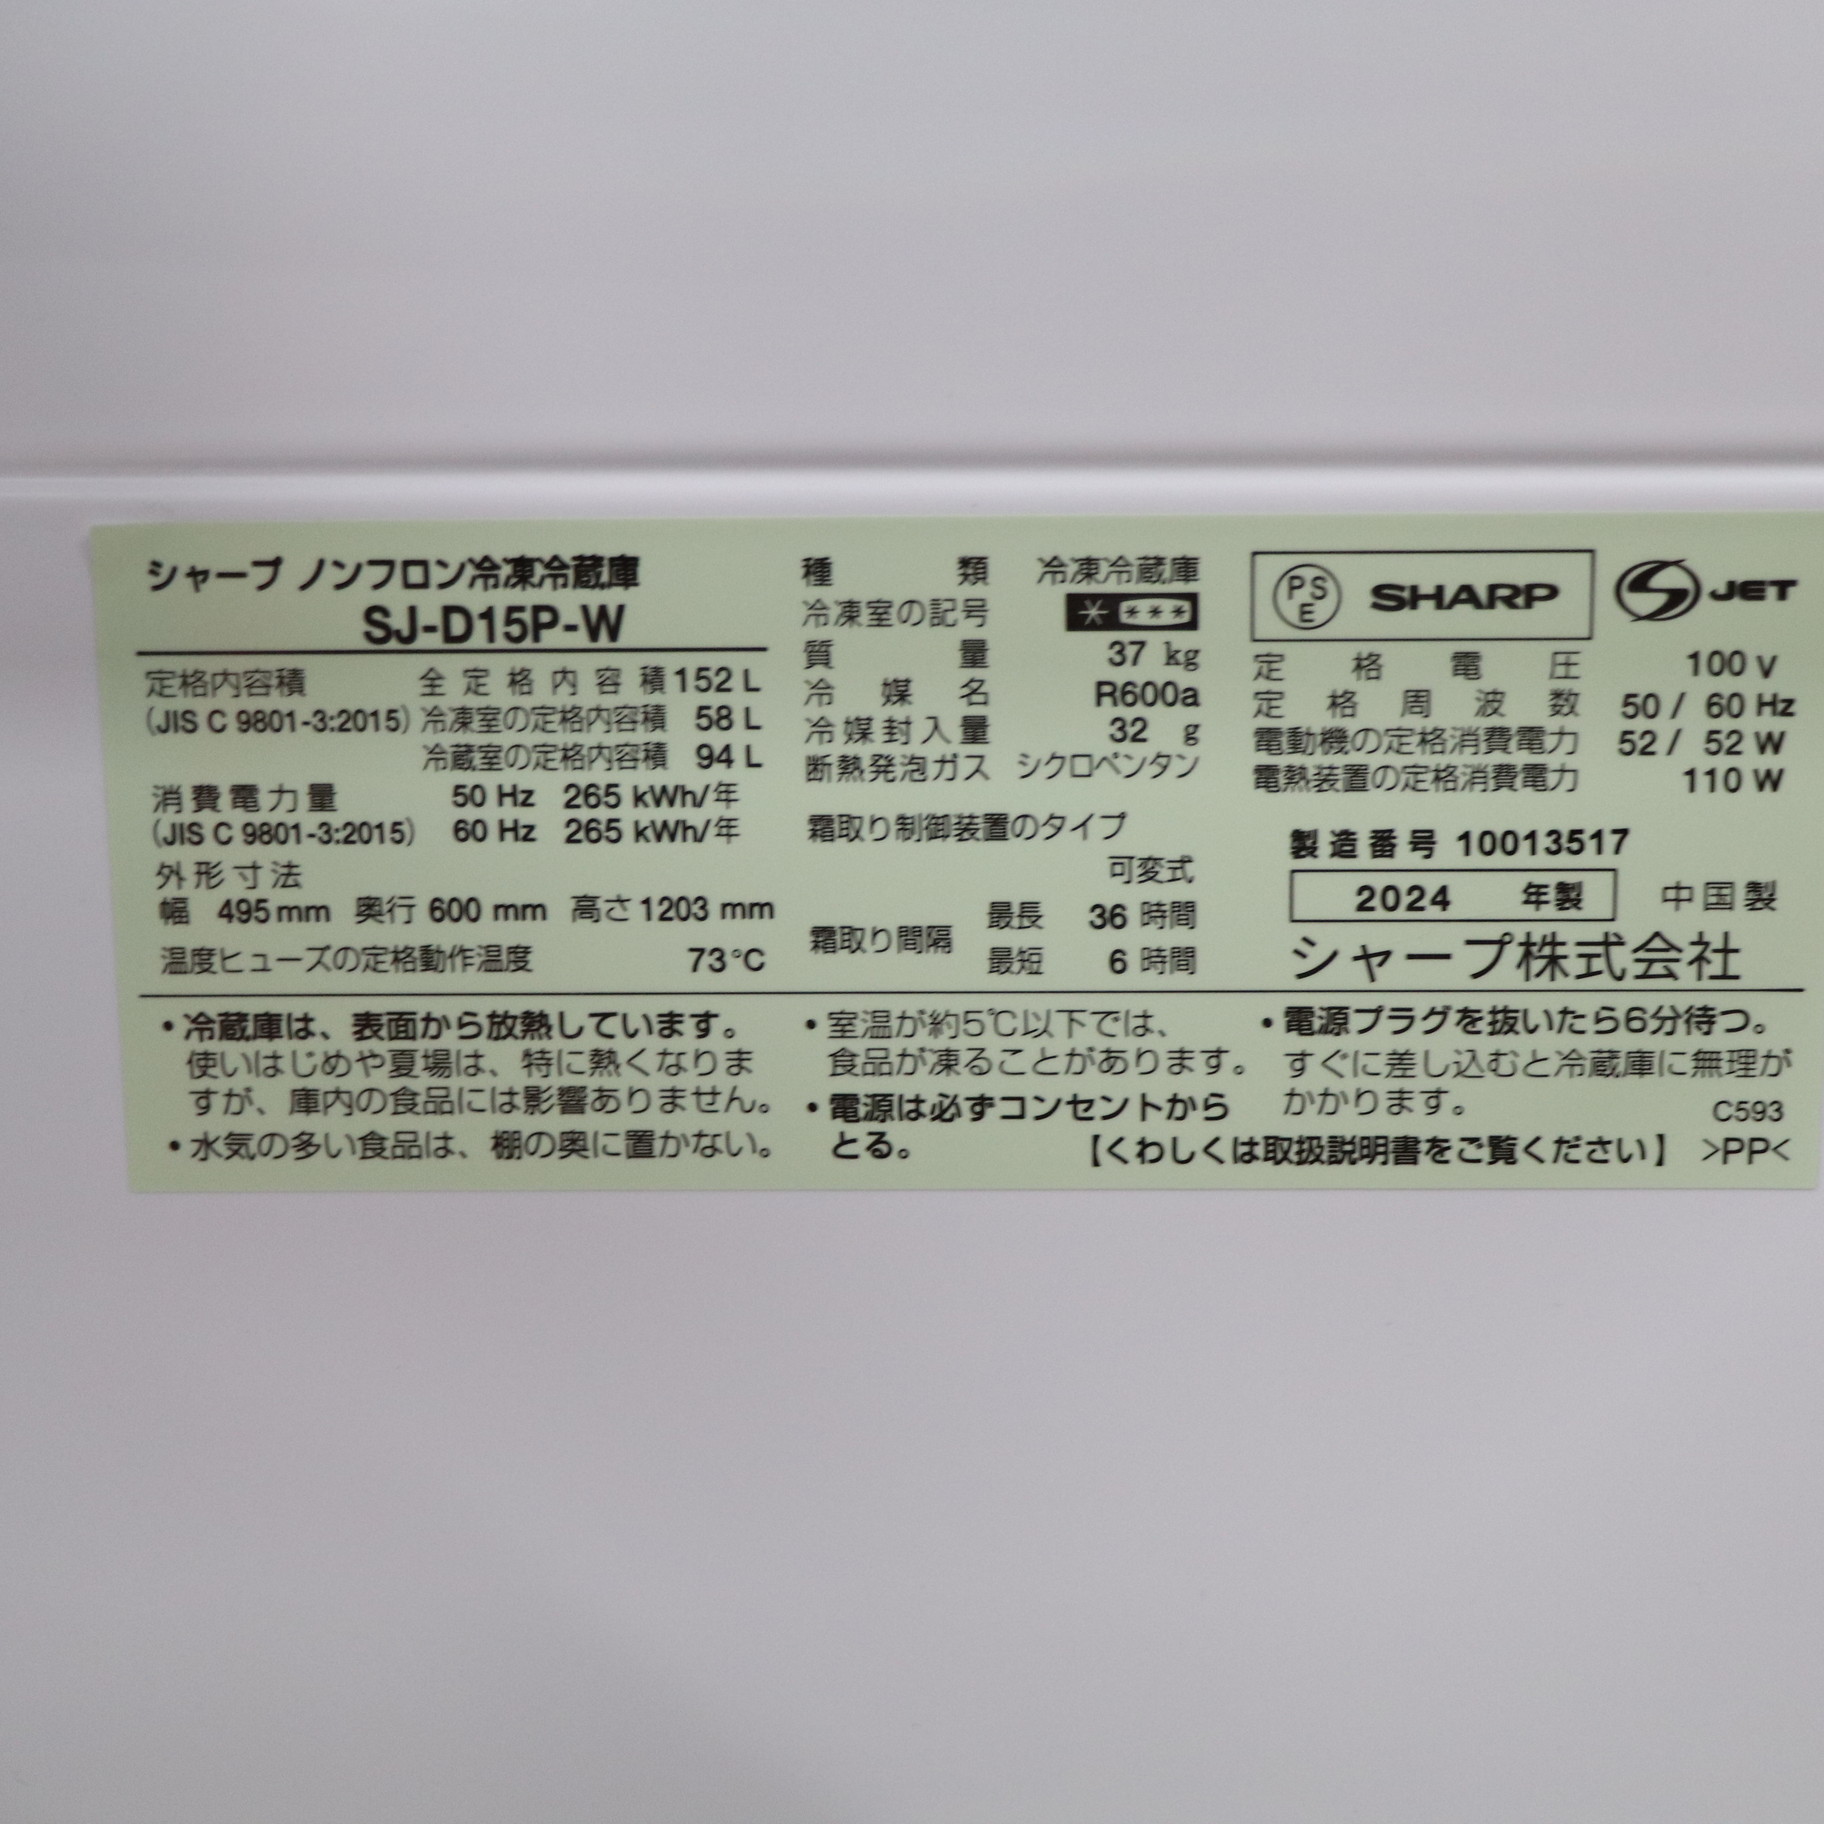 シャープ ノンフロン冷凍冷蔵庫
SJ-D15P-W
定格内容積 全定格内容積 152 L
(JIS C 9801-3:2015) 冷凍室の定格内容積 58 L
冷蔵室の定格内容積 94 L
消費電力量 50 Hz 265 kWh/年
(JIS C 9801-3:2015) 60 Hz 265 kWh/年
外形寸法
幅 495 mm 奥行 600 mm 高さ 1203 mm
温度ヒューズの定格動作温度 73℃
種類 冷凍冷蔵庫
冷凍室の記号 * ***
質量 37 kg
冷媒名 R600a
冷媒封入量 32 g
断熱発泡ガス シクロペンタン
霜取り制御装置のタイプ
可変式
霜取り間隔 最長 36 時間
最短 6 時間
PSE SHARP S JET
定格電圧 100 V
定格周波数 50 / 60 Hz
電動機の定格消費電力 52 / 52 W
電熱装置の定格消費電力 110 W
製造番号 10013517
2024 年製 中国製
シャープ株式会社
・冷蔵庫は、表面から放熱しています。
使いはじめや夏場は、特に熱くなりま
すが、庫内の食品には影響ありません。
・水気の多い食品は、棚の奥に置かない。
・室温が約5℃以下では、
食品が凍ることがあります。
・電源は必ずコンセントから
とる。
・電源プラグを抜いたら6分待つ。
すぐに差し込むと冷蔵庫に無理が
かかります。 C593
【くわしくは取扱説明書をご覧ください】 >PP<